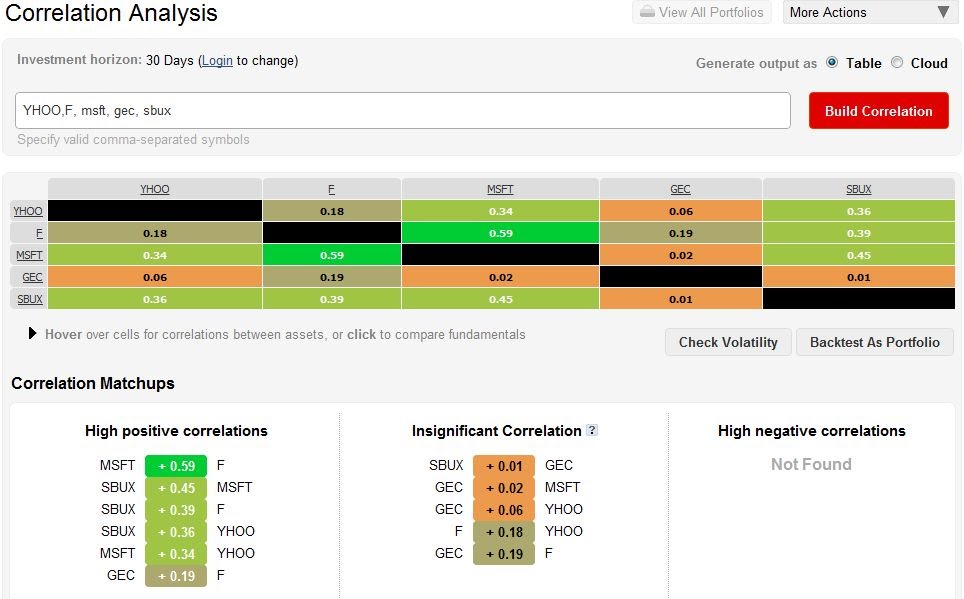 Correlation Analysis
View All Portfolios
More Actions
Investment horizon: 30 Days (Login to change)
Generate output as Table Cloud
YHOO,F, msft, gec, sbux
Build Correlation
Specify valid comma-separated symbols
YHOO F MSFT GEC SBUX
YHOO 0.18 0.34 0.06 0.36
F 0.18 0.59 0.19 0.39
MSFT 0.34 0.59 0.02 0.45
GEC 0.06 0.19 0.02 0.01
SBUX 0.36 0.39 0.45 0.01
Hover over cells for correlations between assets, or click to compare fundamentals
Check Volatility
Backtest As Portfolio
Correlation Matchups
High positive correlations
MSFT + 0.59 F
SBUX + 0.45 MSFT
SBUX + 0.39 F
SBUX + 0.36 YHOO
MSFT + 0.34 YHOO
GEC + 0.19 F
Insignificant Correlation ?
SBUX + 0.01 GEC
GEC + 0.02 MSFT
GEC + 0.06 YHOO
F + 0.18 YHOO
GEC + 0.19 F
High negative correlations
Not Found